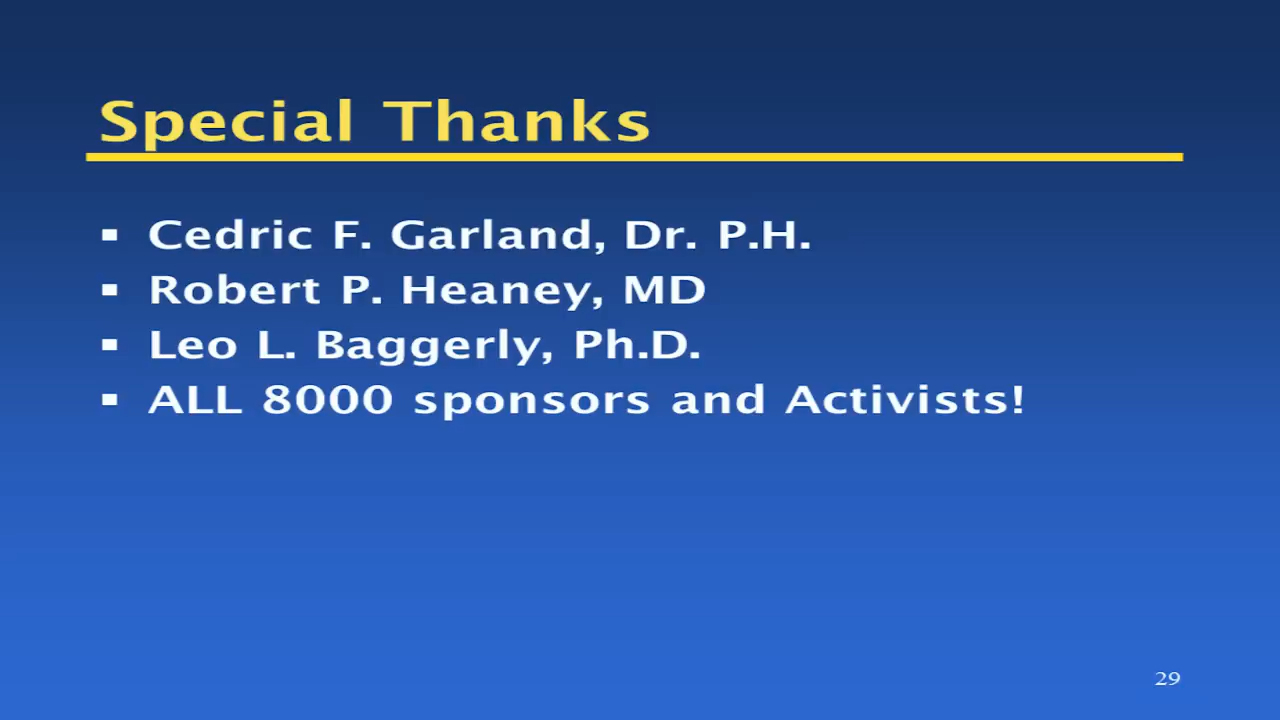 Special Thanks
▪ Cedric F. Garland, Dr. P.H.
▪ Robert P. Heaney, MD
▪ Leo L. Baggerly, Ph.D.
▪ ALL 8000 sponsors and Activists!
29